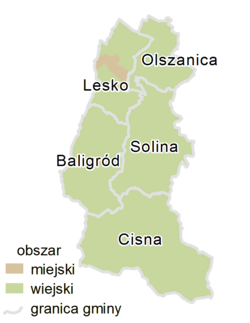 Olszanica
Lesko
Solina
Baligród
Cisna
obszar
miejski
wiejski
granica gminy